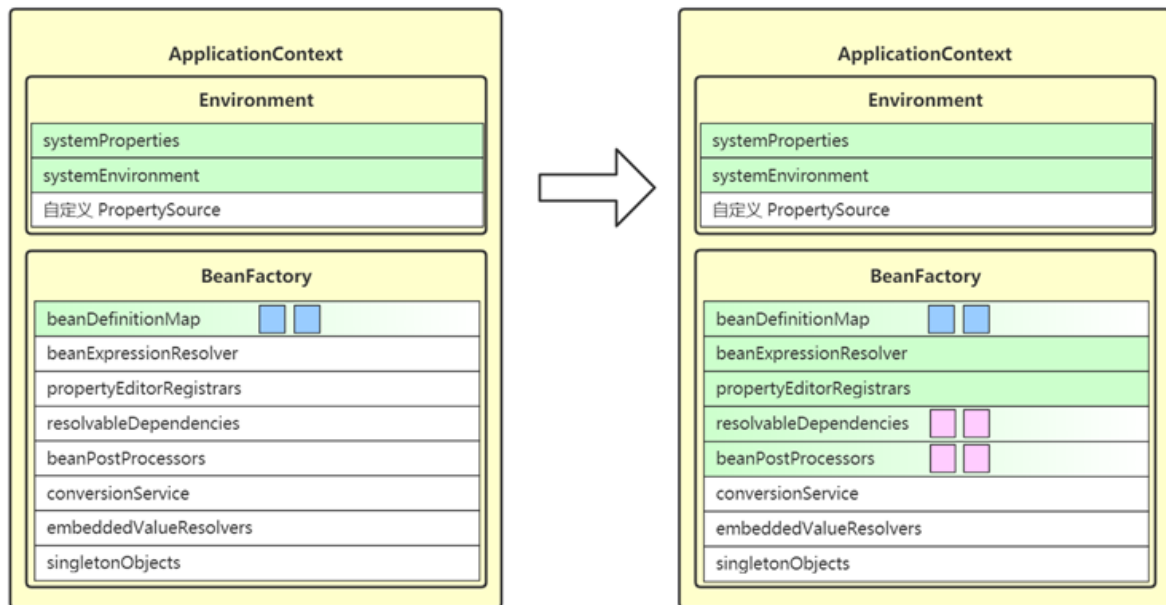 ApplicationContext
Environment
systemProperties
systemEnvironment
自定义 PropertySource
BeanFactory
beanDefinitionMap
beanExpressionResolver
propertyEditorRegistrars
resolvableDependencies
beanPostProcessors
conversionService
embeddedValueResolvers
singletonObjects
ApplicationContext
Environment
systemProperties
systemEnvironment
自定义 PropertySource
BeanFactory
beanDefinitionMap
beanExpressionResolver
propertyEditorRegistrars
resolvableDependencies
beanPostProcessors
conversionService
embeddedValueResolvers
singletonObjects